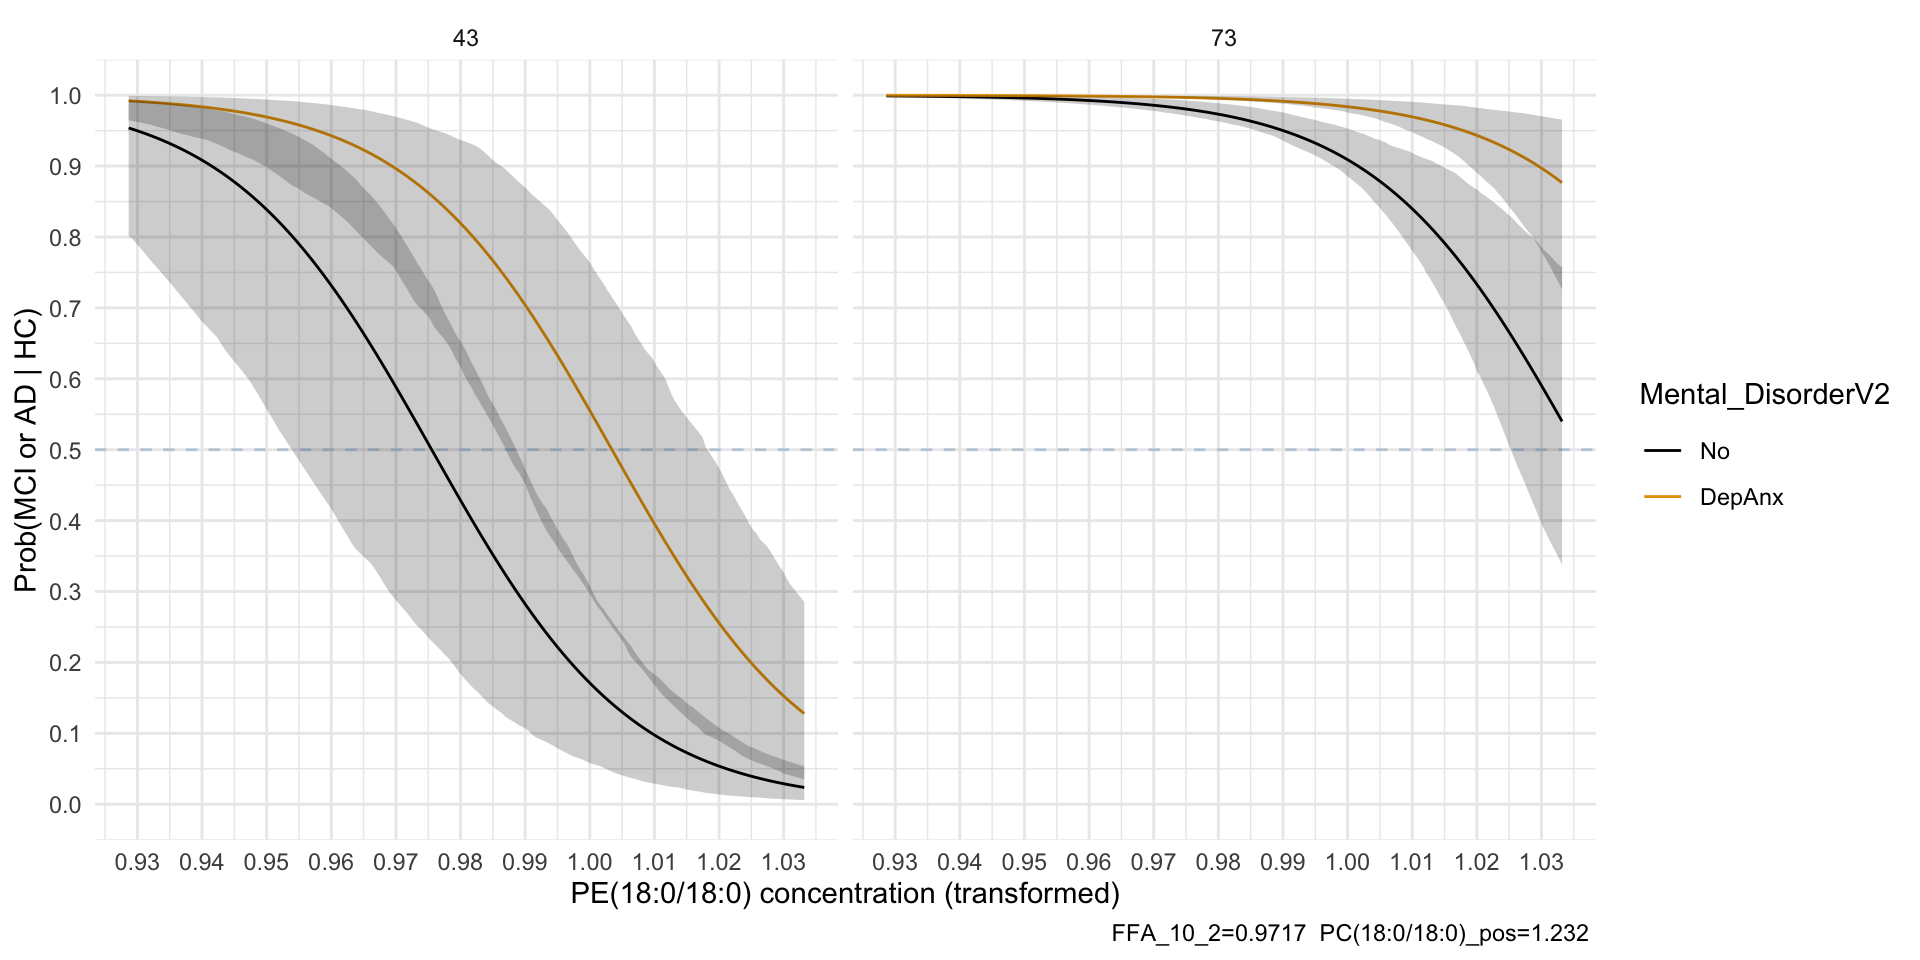 43 73
1.0
0.9
0.8
0.7
0.6
0.5
0.4
0.3
0.2
0.1
0.0
Prob(MCI or AD | HC)
0.93 0.94 0.95 0.96 0.97 0.98 0.99 1.00 1.01 1.02 1.03 0.93 0.94 0.95 0.96 0.97 0.98 0.99 1.00 1.01 1.02 1.03
PE(18:0/18:0) concentration (transformed)
FFA_10_2=0.9717 PC(18:0/18:0)_pos=1.232
Mental_DisorderV2
No
DepAnx